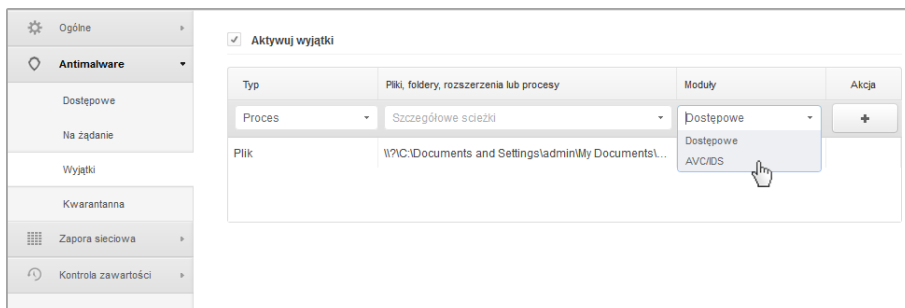 Ogólne
Antimalware
Dostępowe
Na żądanie
Wyjątki
Kwarantanna
Zapora sieciowa
Kontrola zawartości
Aktywuj wyjątki
Typ Pliki, foldery, rozszerzenia lub procesy Moduły Akcja
Proces Szczegółowe scieżki Dostępowe +
Dostępowe
AVC/IDS
Plik \\?\C:\Documents and Settings\admin\My Documents\...